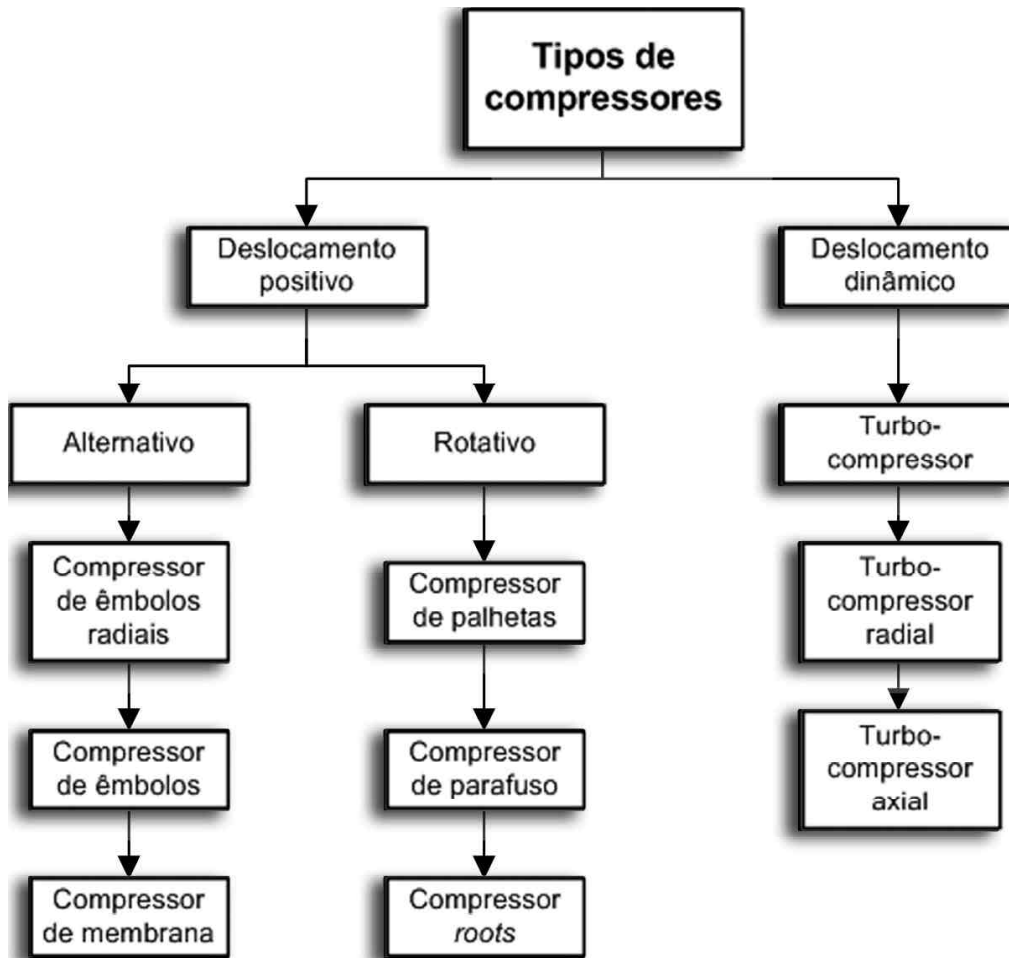 Tipos de
compressores
Deslocamento
positivo
Deslocamento
dinâmico
Alternativo
Rotativo
Turbo-
compressor
Compressor
de êmbolos
radiais
Compressor
de palhetas
Turbo-
compressor
radial
Compressor
de êmbolos
Compressor
de parafuso
Turbo-
compressor
axial
Compressor
de membrana
Compressor
roots